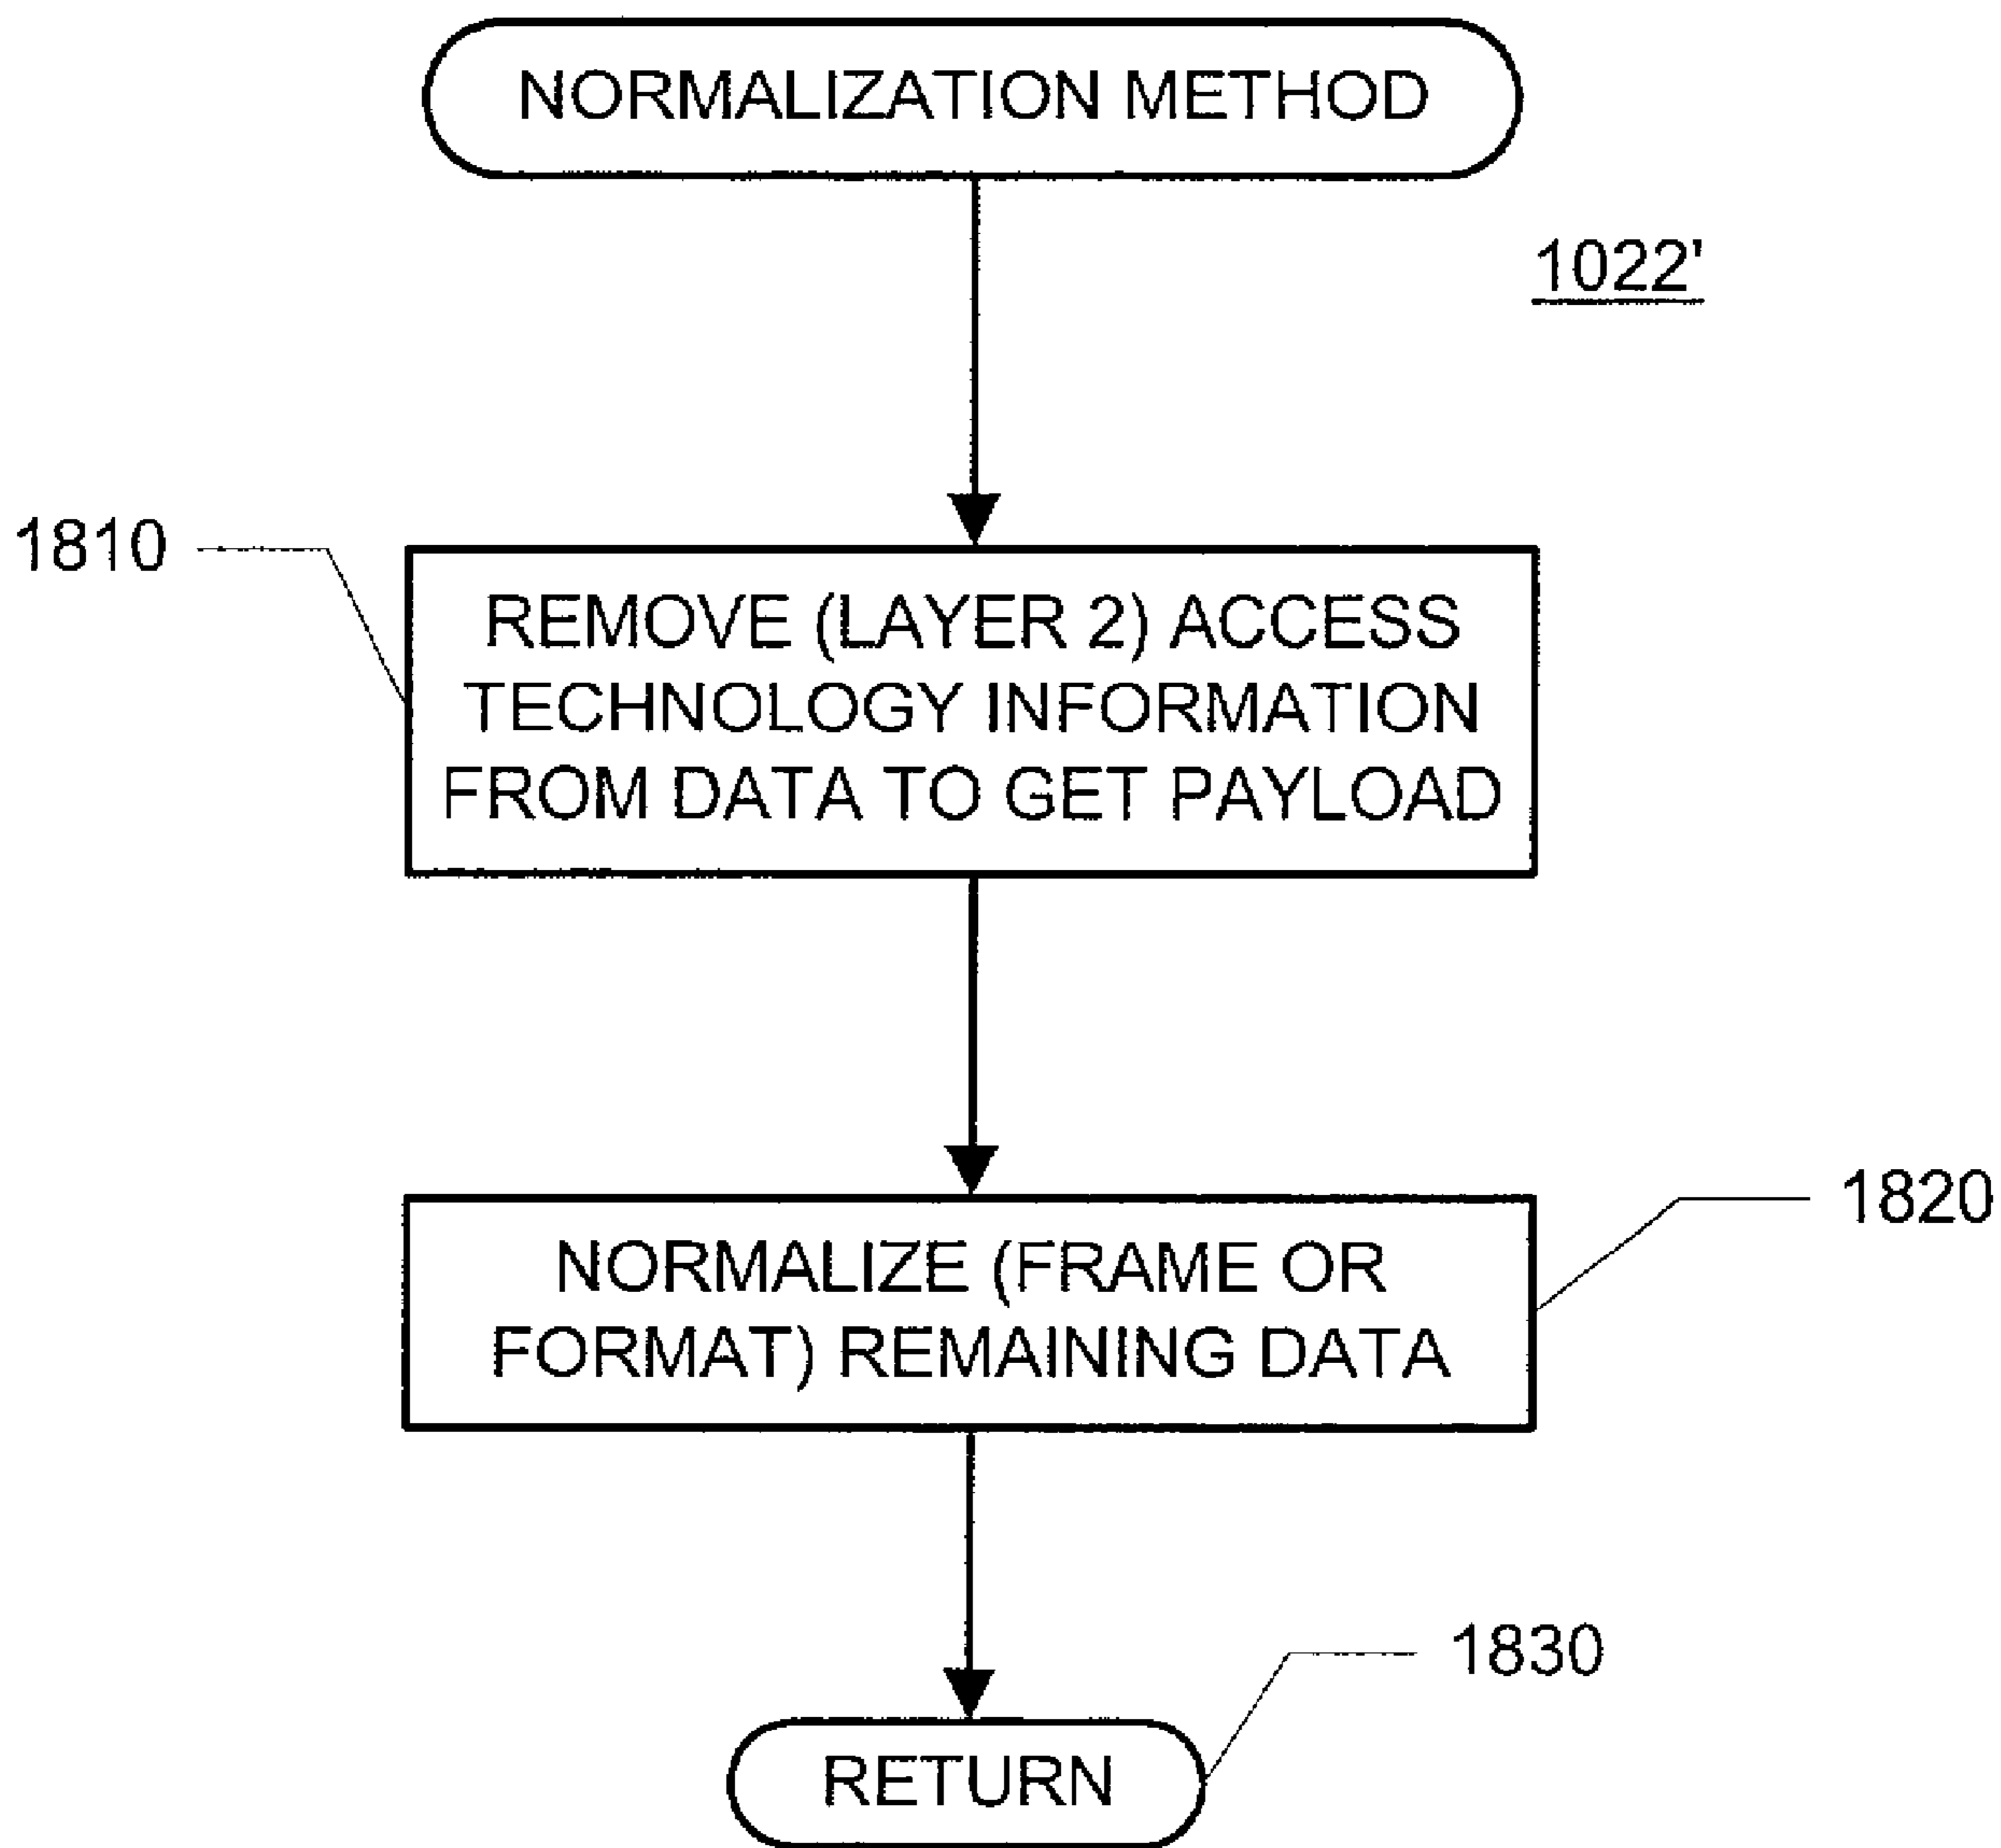 NORMALIZATION METHOD
1022'
1810
REMOVE (LAYER 2) ACCESS
TECHNOLOGY INFORMATION
FROM DATA TO GET PAYLOAD
1820
NORMALIZE (FRAME OR
FORMAT) REMAINING DATA
1830
RETURN